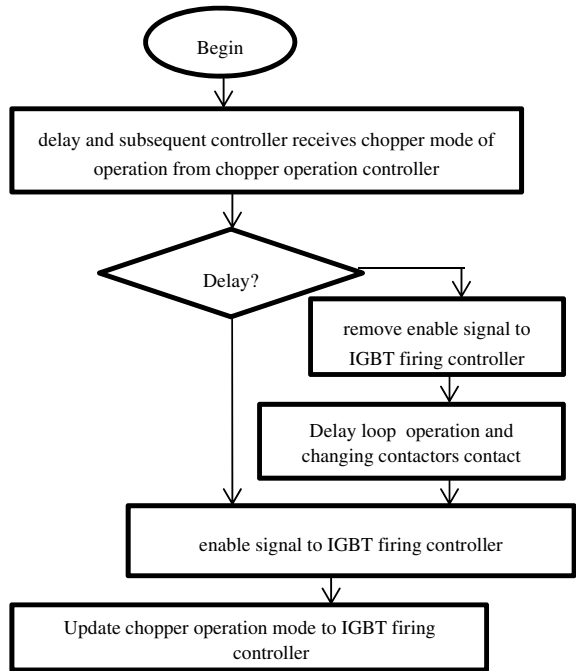 Begin
delay and subsequent controller receives chopper mode of
operation from chopper operation controller
Delay?
remove enable signal to
IGBT firing controller
Delay loop operation and
changing contactors contact
enable signal to IGBT firing controller
Update chopper operation mode to IGBT firing
controller